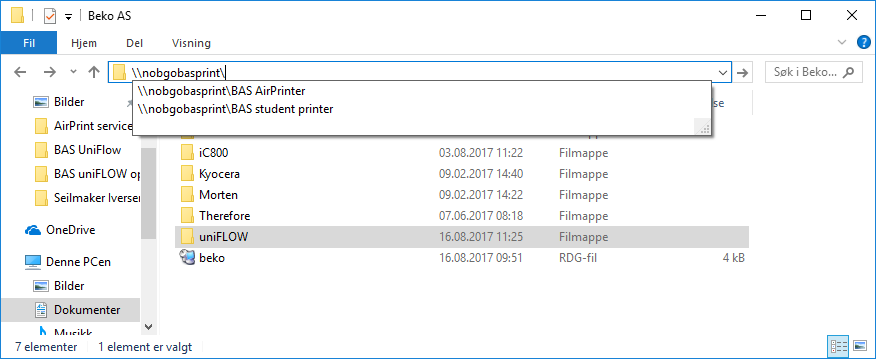 Beko AS
Fil Hjem Del Visning
\\nobgobasprint\ Søk i Beko...
\\nobgobasprint\BAS AirPrinter
\\nobgobasprint\BAS student printer
Bilder
AirPrint service
BAS UniFlow
BAS uniFLOW op
Seilmaker Iversen
OneDrive
Denne PCen
Bilder
Dokumenter
Musikk
se
iC800 03.08.2017 11:22 Filmappe
Kyocera 09.02.2017 14:40 Filmappe
Morten 09.02.2017 14:22 Filmappe
Therefore 07.06.2017 08:18 Filmappe
uniFLOW 16.08.2017 11:25 Filmappe
beko 16.08.2017 09:51 RDG-fil 4 kB
7 elementer 1 element er valgt